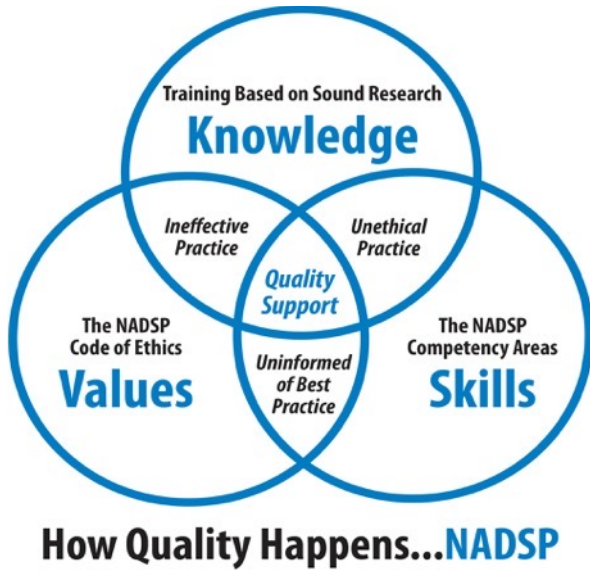 Training Based on Sound Research
Knowledge
Ineffective
Practice
Unethical
Practice
Quality
Support
The NADSP
Code of Ethics
Values
Uninformed
of Best
Practice
The NADSP
Competency Areas
Skills
How Quality Happens...NADSP